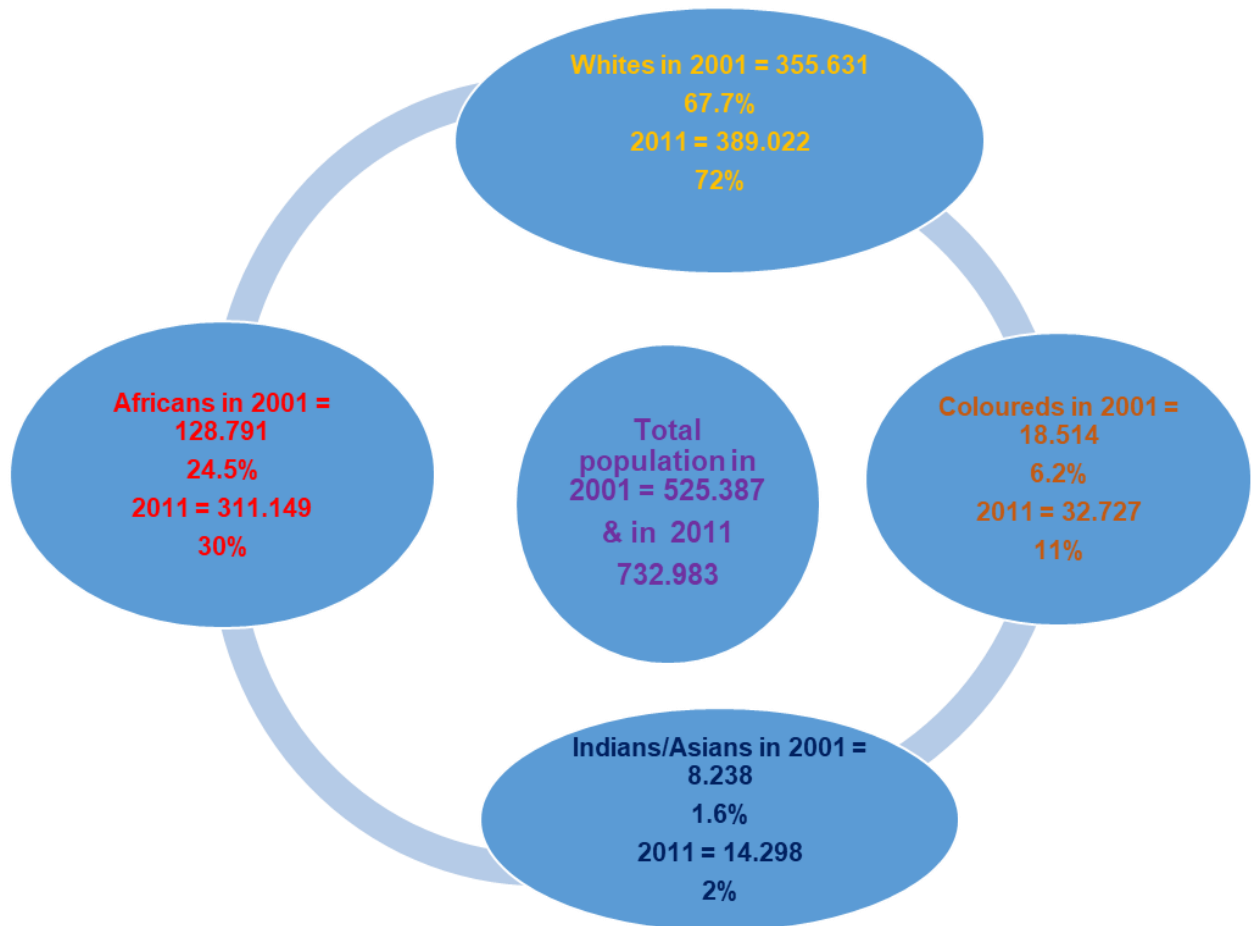 Whites in 2001 = 355.631
67.7%
2011 = 389.022
72%
Africans in 2001 =
128.791
24.5%
2011 = 311.149
30%
Total
population in
2001 = 525.387
& in 2011
732.983
Coloureds in 2001 =
18.514
6.2%
2011 = 32.727
11%
Indians/Asians in 2001 =
8.238
1.6%
2011 = 14.298
2%